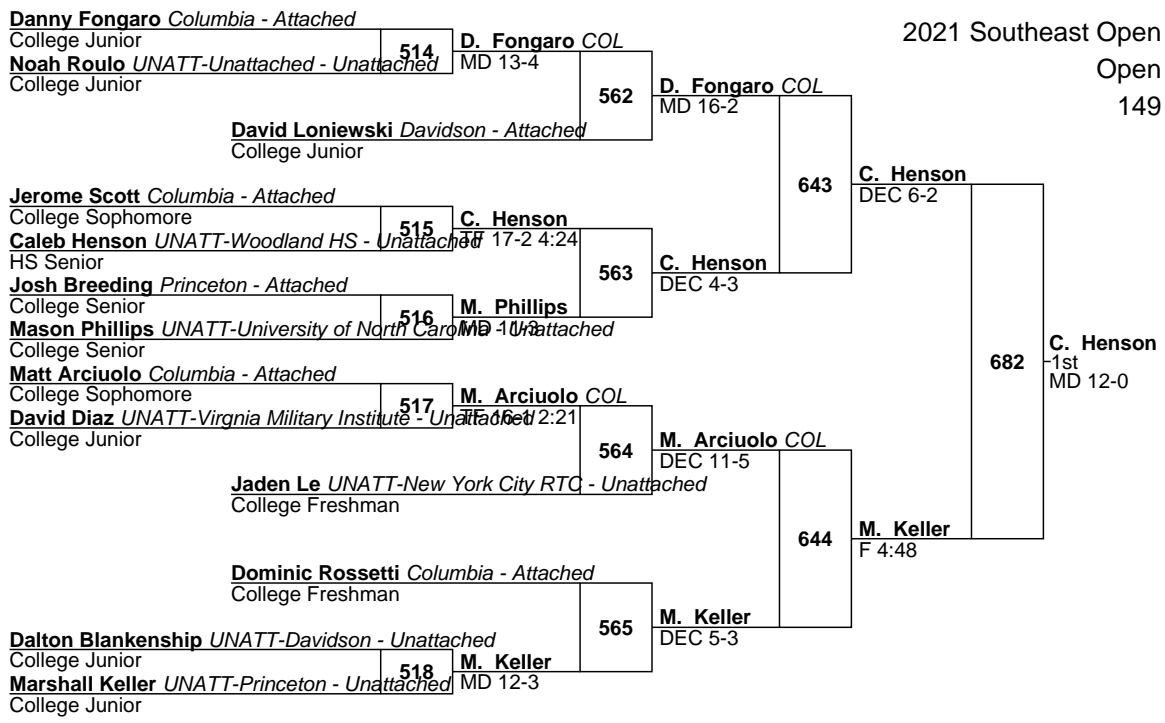 2021 Southeast Open
Open
149
Danny Fongaro Columbia - Attached
College Junior
514
Noah Roulo UNATT-Unattached - Unattached
College Junior
D. Fongaro COL
MD 13-4
562
David Loniewski Davidson - Attached
College Junior
D. Fongaro COL
MD 16-2
Jerome Scott Columbia - Attached
College Sophomore
515
Caleb Henson UNATT-Woodland HS - Unattached
HS Senior
C. Henson
TF 17-2 4:24
563
Josh Breeding Princeton - Attached
College Senior
516
Mason Phillips UNATT-University of North Carolina - Unattached
College Senior
M. Phillips
MD 11-3
C. Henson
DEC 4-3
643
C. Henson
DEC 6-2
Matt Arciuolo Columbia - Attached
College Sophomore
517
David Diaz UNATT-Virgnia Military Institute - Unattached
College Junior
M. Arciuolo COL
TF 16-1 2:21
564
Jaden Le UNATT-New York City RTC - Unattached
College Freshman
M. Arciuolo COL
DEC 11-5
644
Dominic Rossetti Columbia - Attached
College Freshman
565
Dalton Blankenship UNATT-Davidson - Unattached
College Junior
518
Marshall Keller UNATT-Princeton - Unattached
College Junior
M. Keller
MD 12-3
M. Keller
DEC 5-3
M. Keller
F 4:48
682
C. Henson
1st
MD 12-0